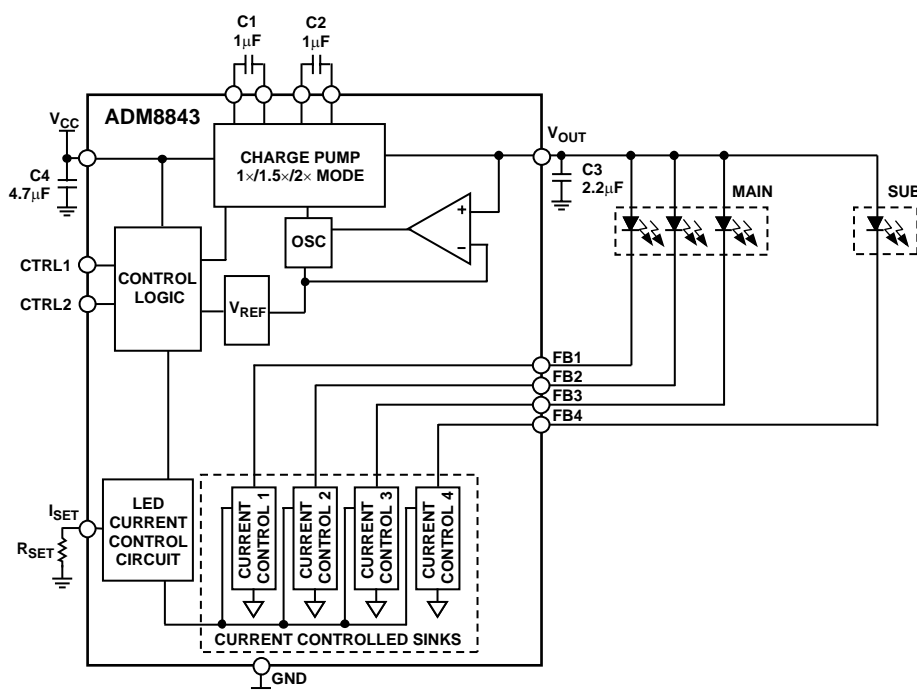 C1
1μF
C2
1μF
ADM8843
VCC
C4
4.7μF
CHARGE PUMP
1×/1.5×/2× MODE
VOUT
C3
2.2μF
MAIN
SUB
OSC
+
–
CTRL1
CTRL2
CONTROL
LOGIC
VREF
FB1
FB2
FB3
FB4
ISET
RSET
LED
CURRENT
CONTROL
CIRCUIT
CURRENT
CONTROL 1
CURRENT
CONTROL 2
CURRENT
CONTROL 3
CURRENT
CONTROL 4
CURRENT CONTROLLED SINKS
GND